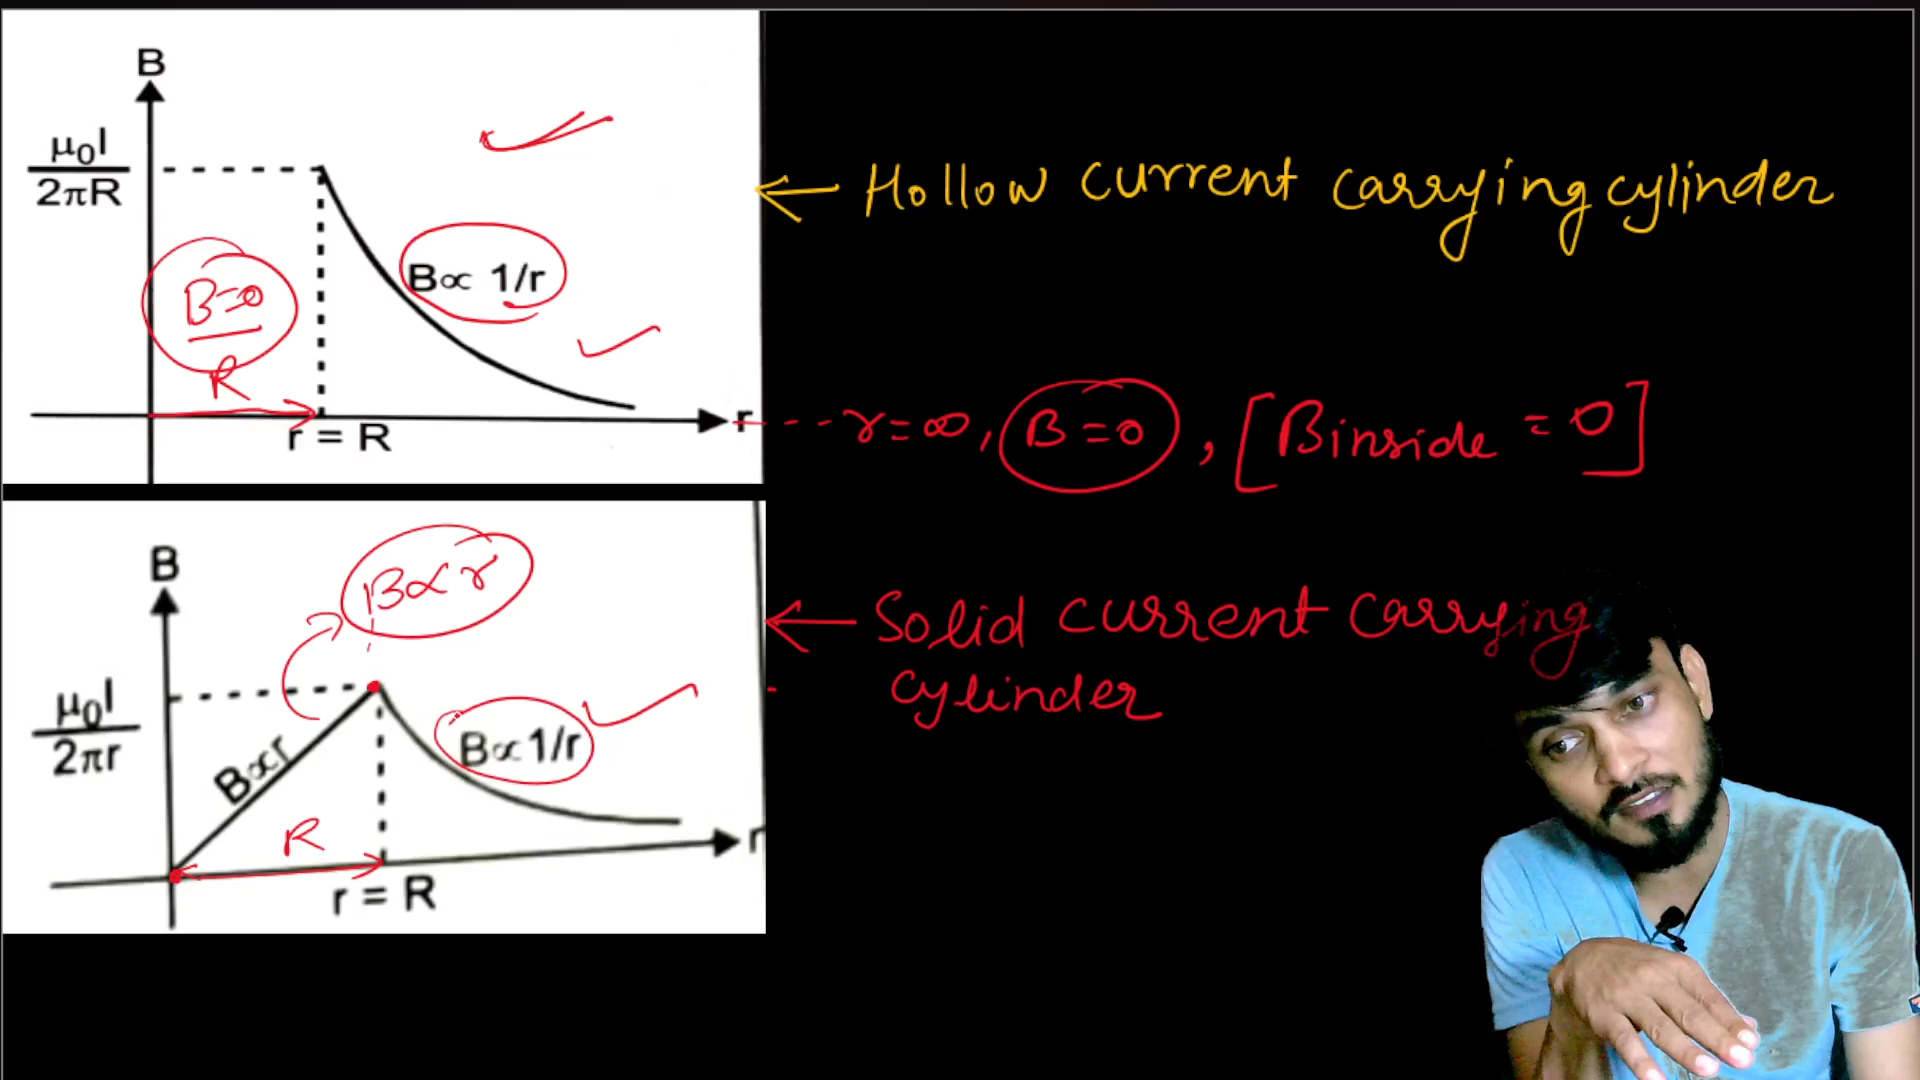 B
μ₀I
2πR
B∝ 1/r
B=0
R
r = R
r
← Hollow current carrying cylinder
r=∞, B=0, [Binside = 0]
B
B∝r
μ₀I
2πr
B∝r
B∝1/r
R
r = R
r
← Solid current carrying
cylinder